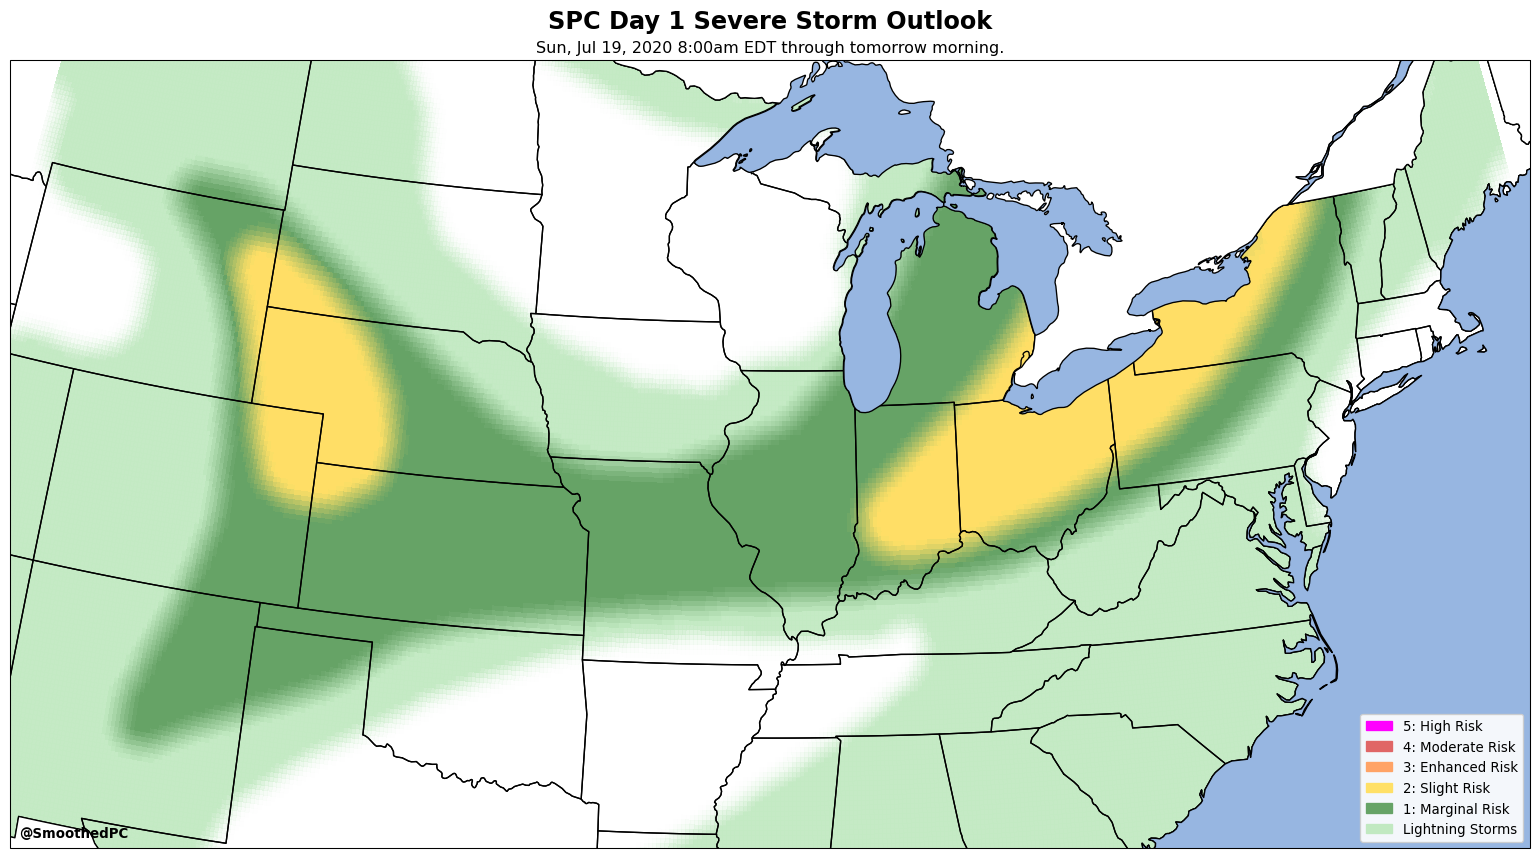 SPC Day 1 Severe Storm Outlook
Sun, Jul 19, 2020 8:00am EDT through tomorrow morning.
5: High Risk
4: Moderate Risk
3: Enhanced Risk
2: Slight Risk
1: Marginal Risk
Lightning Storms
@SmoothedPC